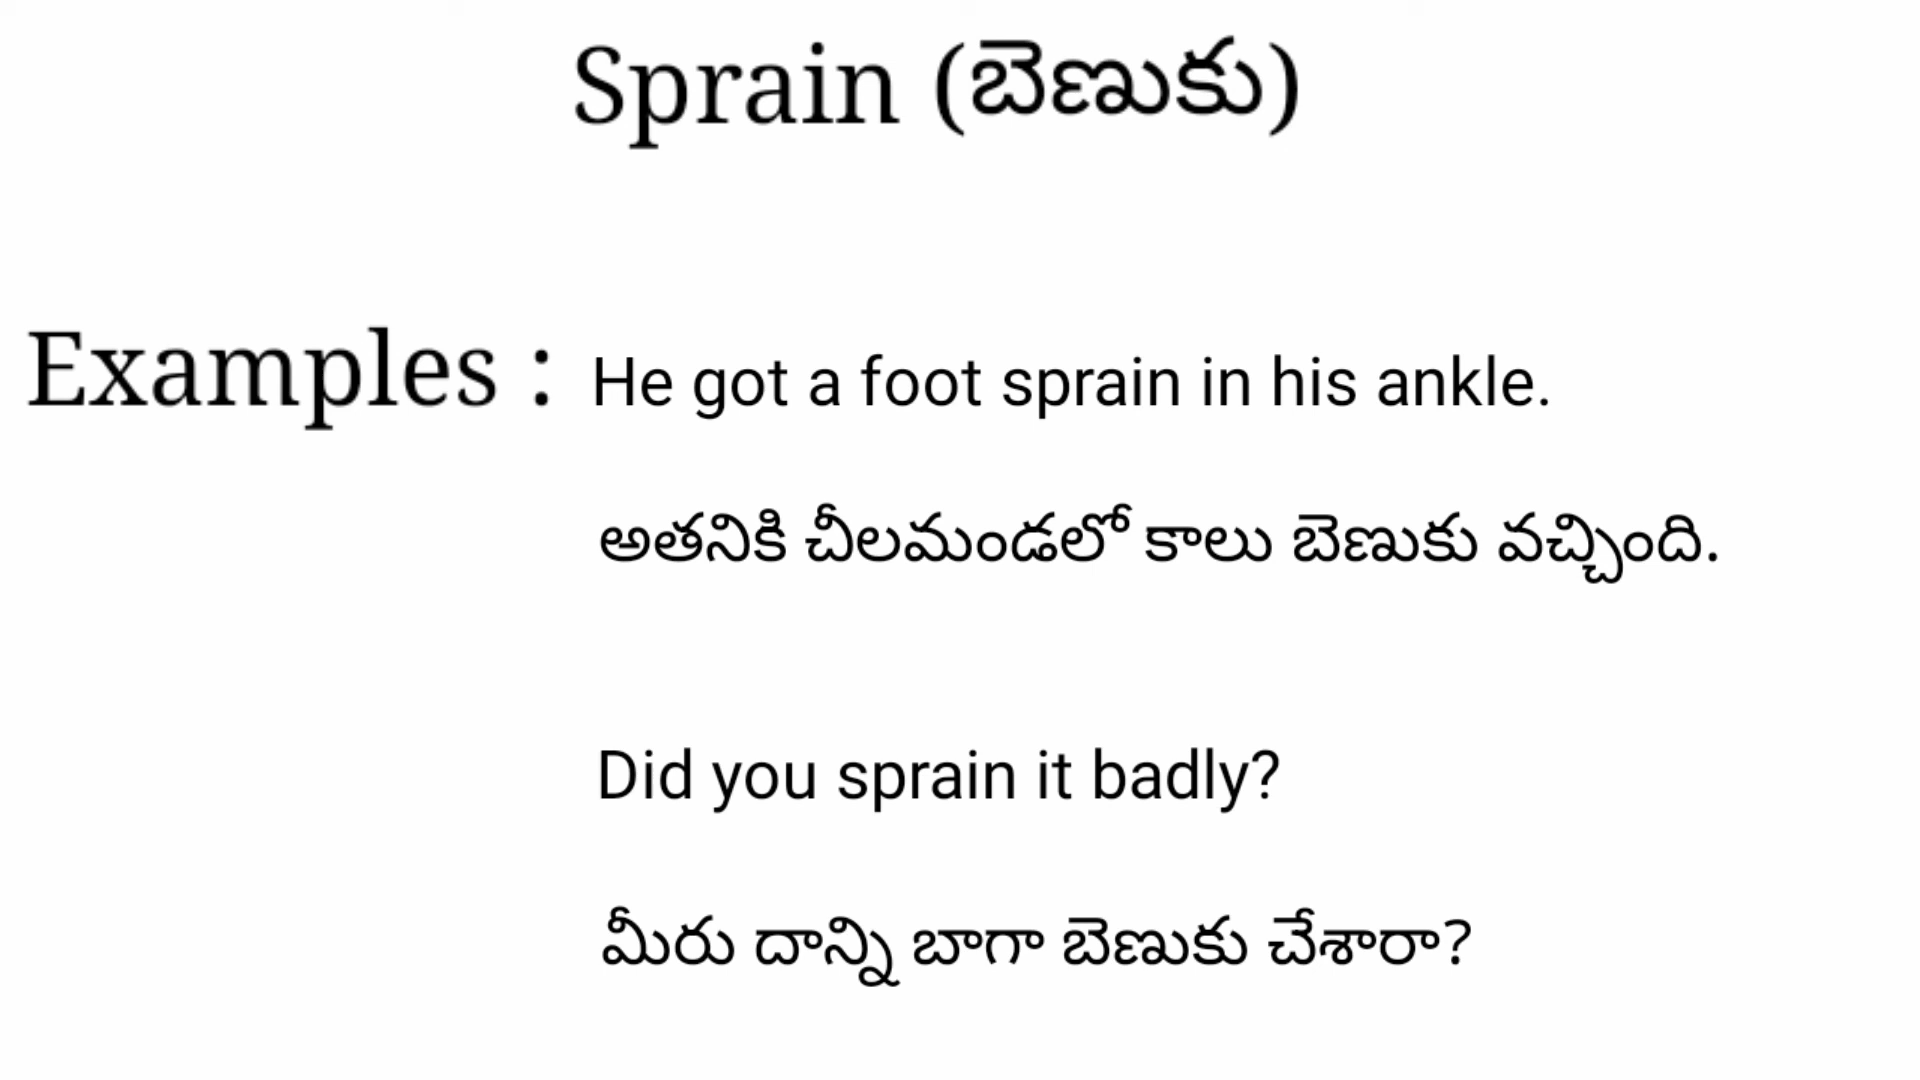 Sprain (బెణుకు)
Examples : He got a foot sprain in his ankle.
అతనికి చీలమండలో కాలు బెణుకు వచ్చింది.
Did you sprain it badly?
మీరు దాన్ని బాగా బెణుకు చేశారా?